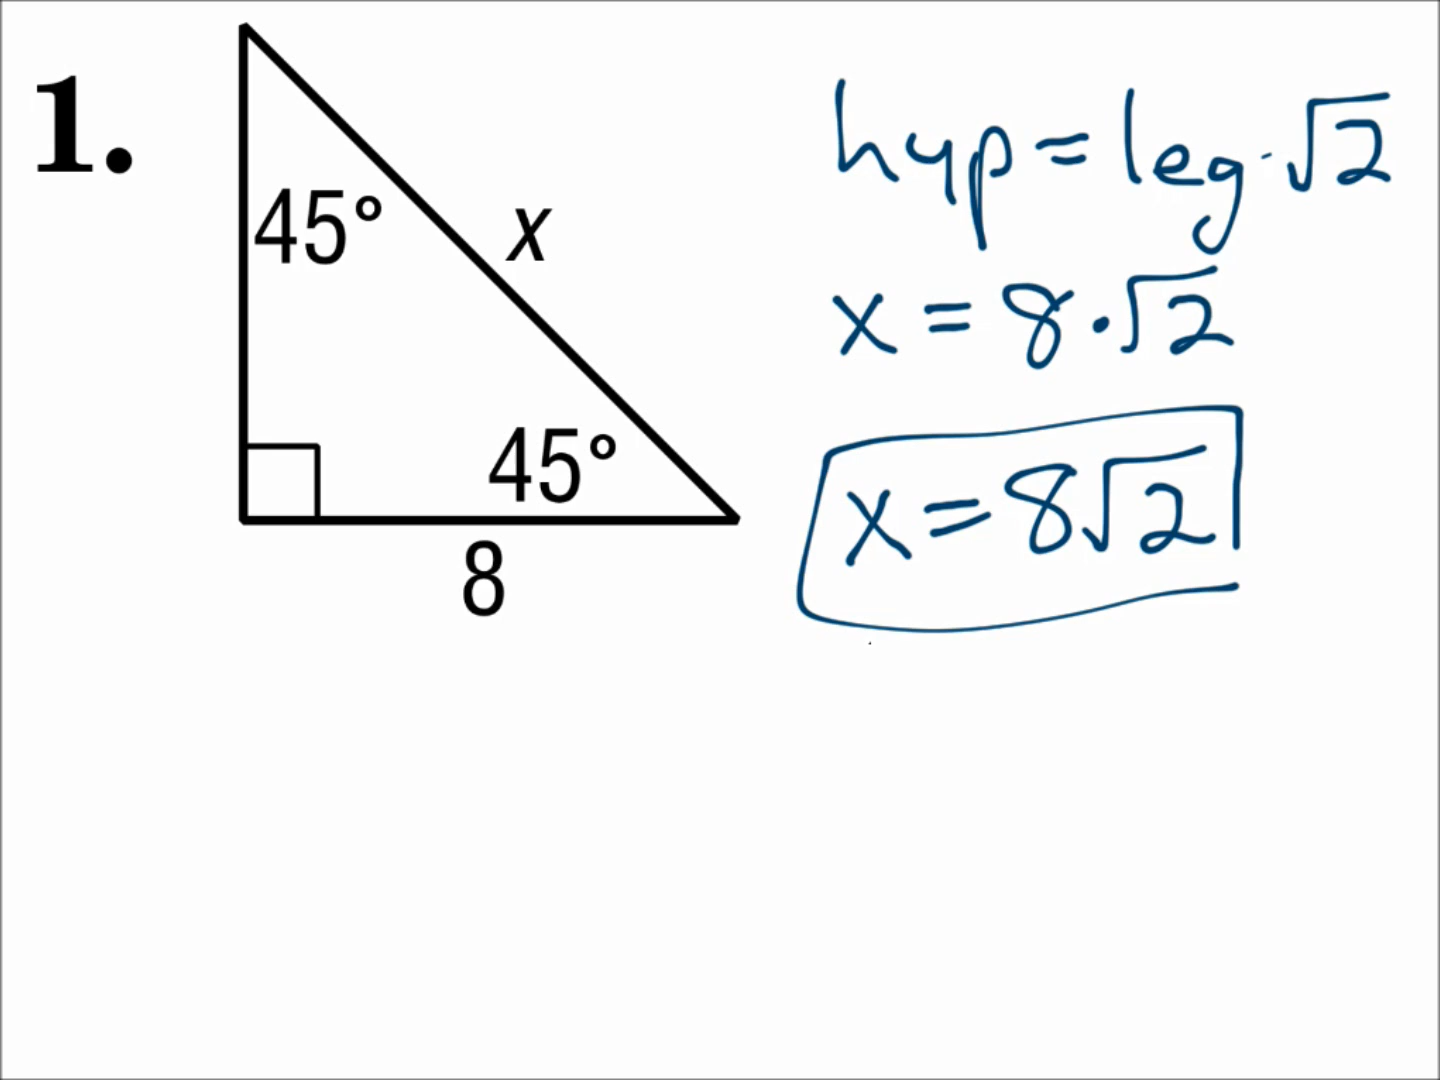 1.
45°
x
45°
8
hyp = leg · √2
x = 8 · √2
x = 8√2